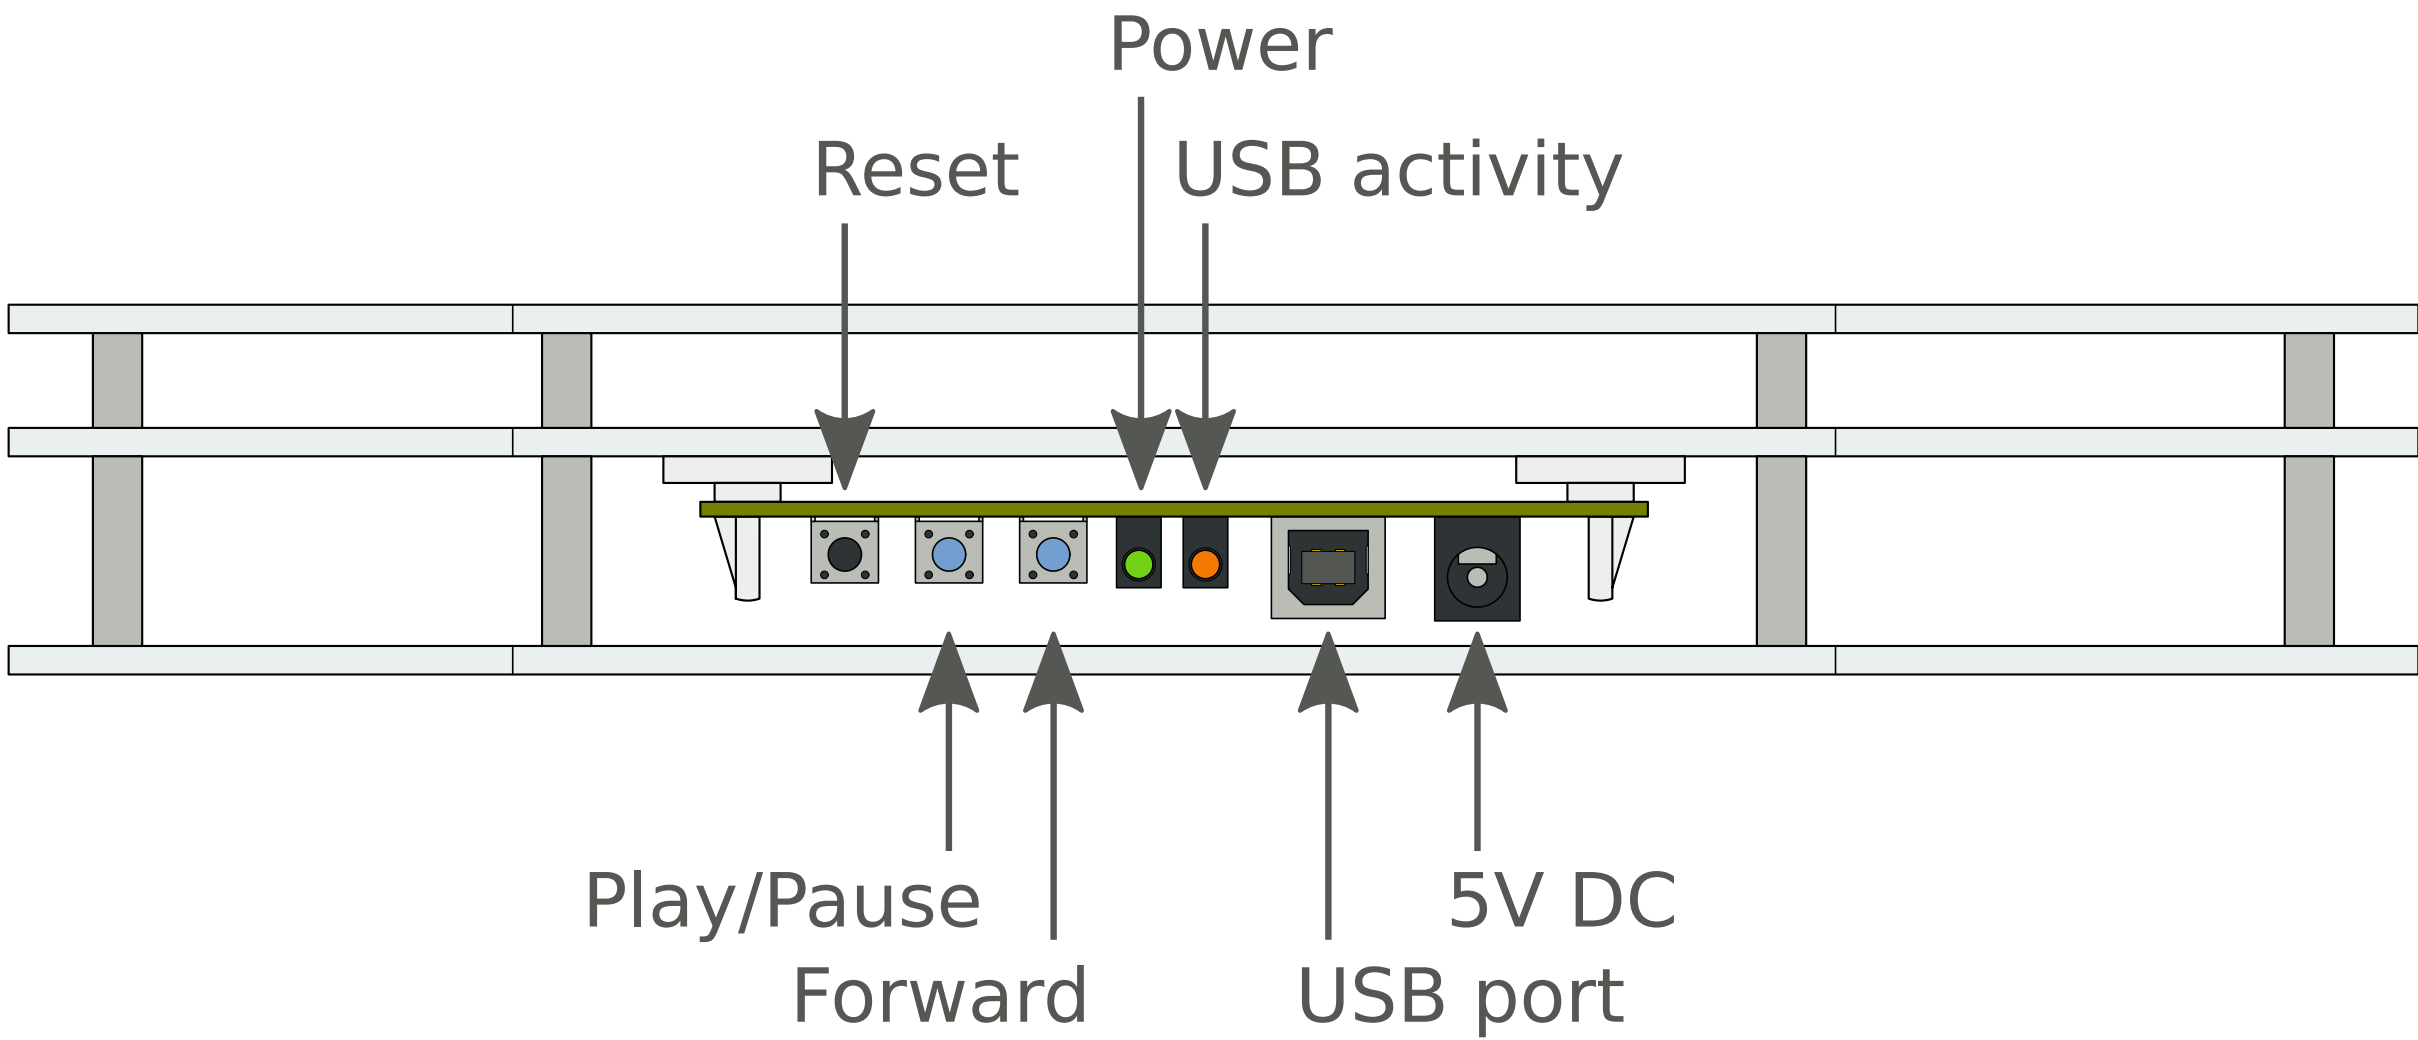 Power
Reset
USB activity
Play/Pause
5V DC
Forward
USB port